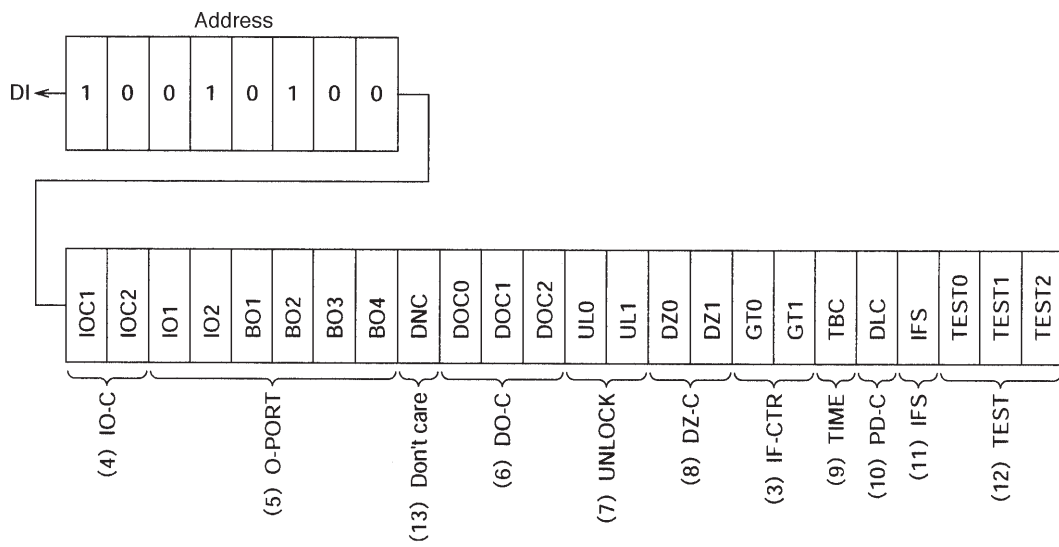 Address
DI 1 0 0 1 0 1 0 0
IOC1 IOC2 IO1 IO2 BO1 BO2 BO3 BO4 DNC DOC0 DOC1 DOC2 UL0 UL1 DZ0 DZ1 GT0 GT1 TBC DLC IFS TEST0 TEST1 TEST2
(4) IO-C
(5) O-PORT
(13) Don't care
(6) DO-C
(7) UNLOCK
(8) DZ-C
(3) IF-CTR
(9) TIME
(10) PD-C
(11) IFS
(12) TEST